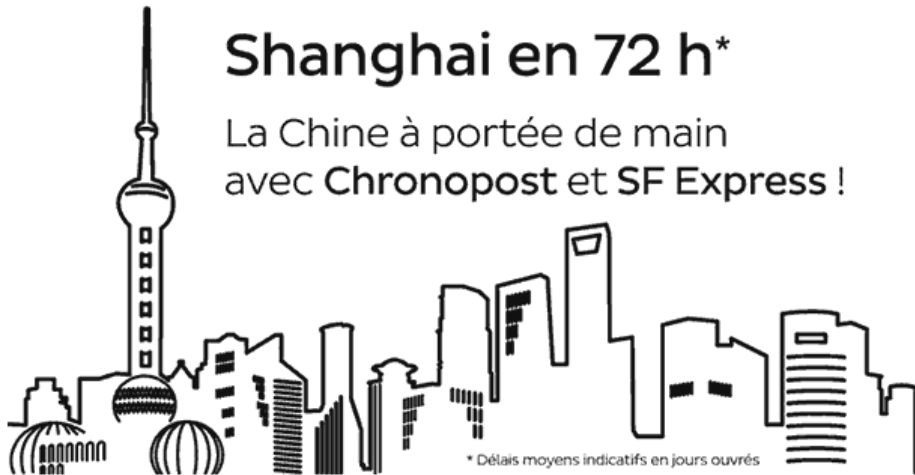 Shanghai en 72 h*
La Chine à portée de main
avec Chronopost et SF Express !
* Délais moyens indicatifs en jours ouvrés